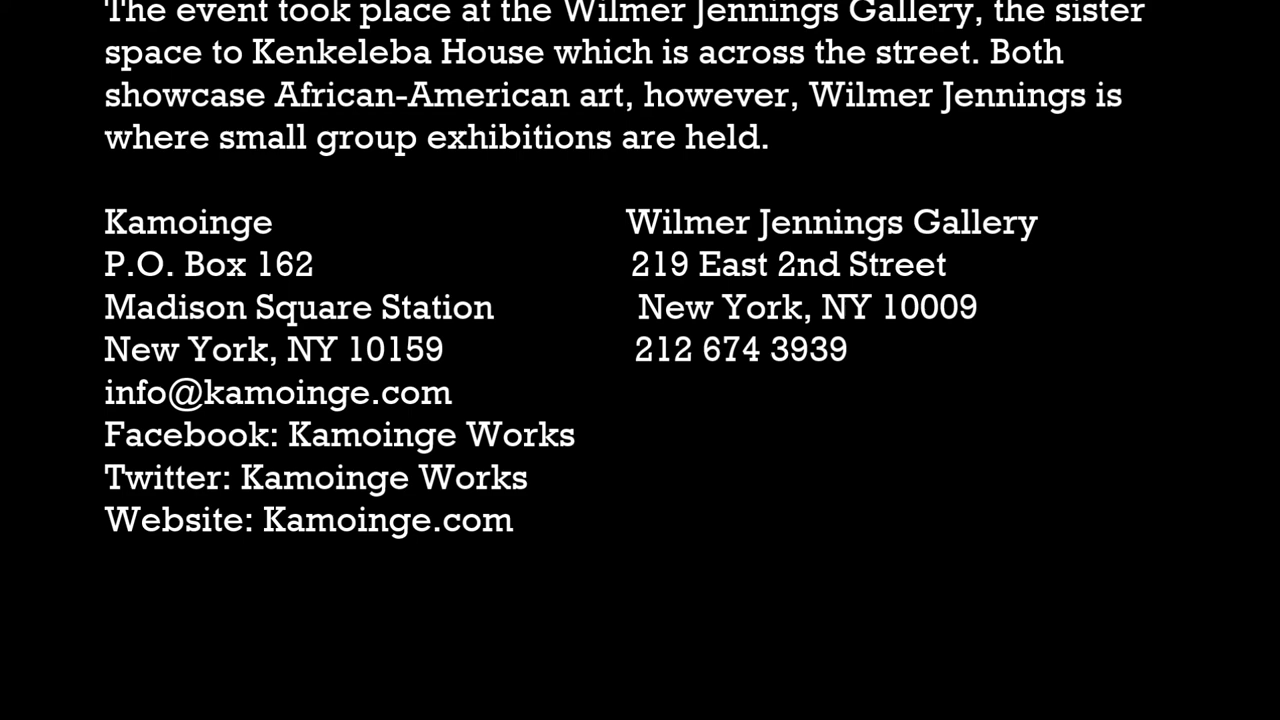 The event took place at the Wilmer Jennings Gallery, the sister
space to Kenkeleba House which is across the street. Both
showcase African-American art, however, Wilmer Jennings is
where small group exhibitions are held.
Kamoinge Wilmer Jennings Gallery
P.O. Box 162 219 East 2nd Street
Madison Square Station New York, NY 10009
New York, NY 10159 212 674 3939
info@kamoinge.com
Facebook: Kamoinge Works
Twitter: Kamoinge Works
Website: Kamoinge.com